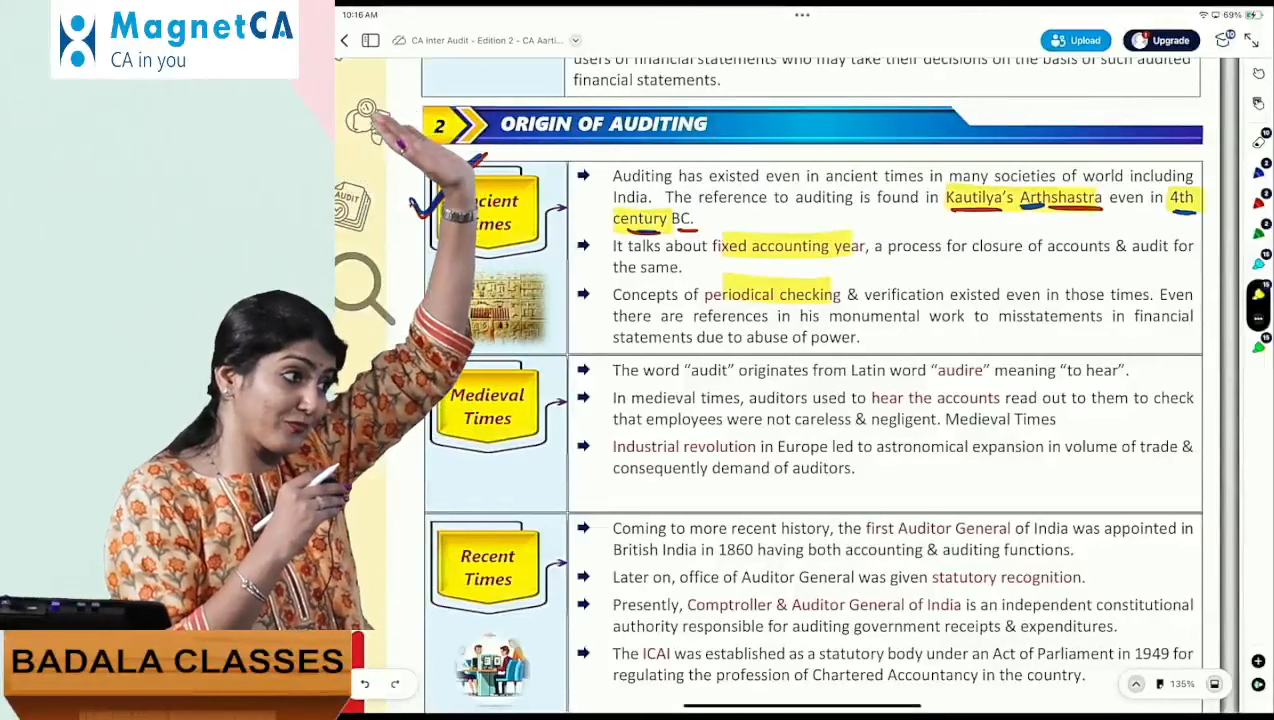 10:16 AM
69%
MagnetCA
CA in you
CA Inter Audit - Edition 2 - CA Aarti...
Upload
Upgrade
users of financial statements who may take their decisions on the basis of such audited
financial statements.
2
ORIGIN OF AUDITING
Times
Auditing has existed even in ancient times in many societies of world including
India. The reference to auditing is found in Kautilya's Arthshastra even in 4th
century BC.
It talks about fixed accounting year, a process for closure of accounts & audit for
the same.
Concepts of periodical checking & verification existed even in those times. Even
there are references in his monumental work to misstatements in financial
statements due to abuse of power.
AUDIT
Medieval
Times
The word "audit" originates from Latin word "audire" meaning "to hear".
In medieval times, auditors used to hear the accounts read out to them to check
that employees were not careless & negligent. Medieval Times
Industrial revolution in Europe led to astronomical expansion in volume of trade &
consequently demand of auditors.
Recent
Times
Coming to more recent history, the first Auditor General of India was appointed in
British India in 1860 having both accounting & auditing functions.
Later on, office of Auditor General was given statutory recognition.
Presently, Comptroller & Auditor General of India is an independent constitutional
authority responsible for auditing government receipts & expenditures.
The ICAI was established as a statutory body under an Act of Parliament in 1949 for
regulating the profession of Chartered Accountancy in the country.
135%
BADALA CLASSES